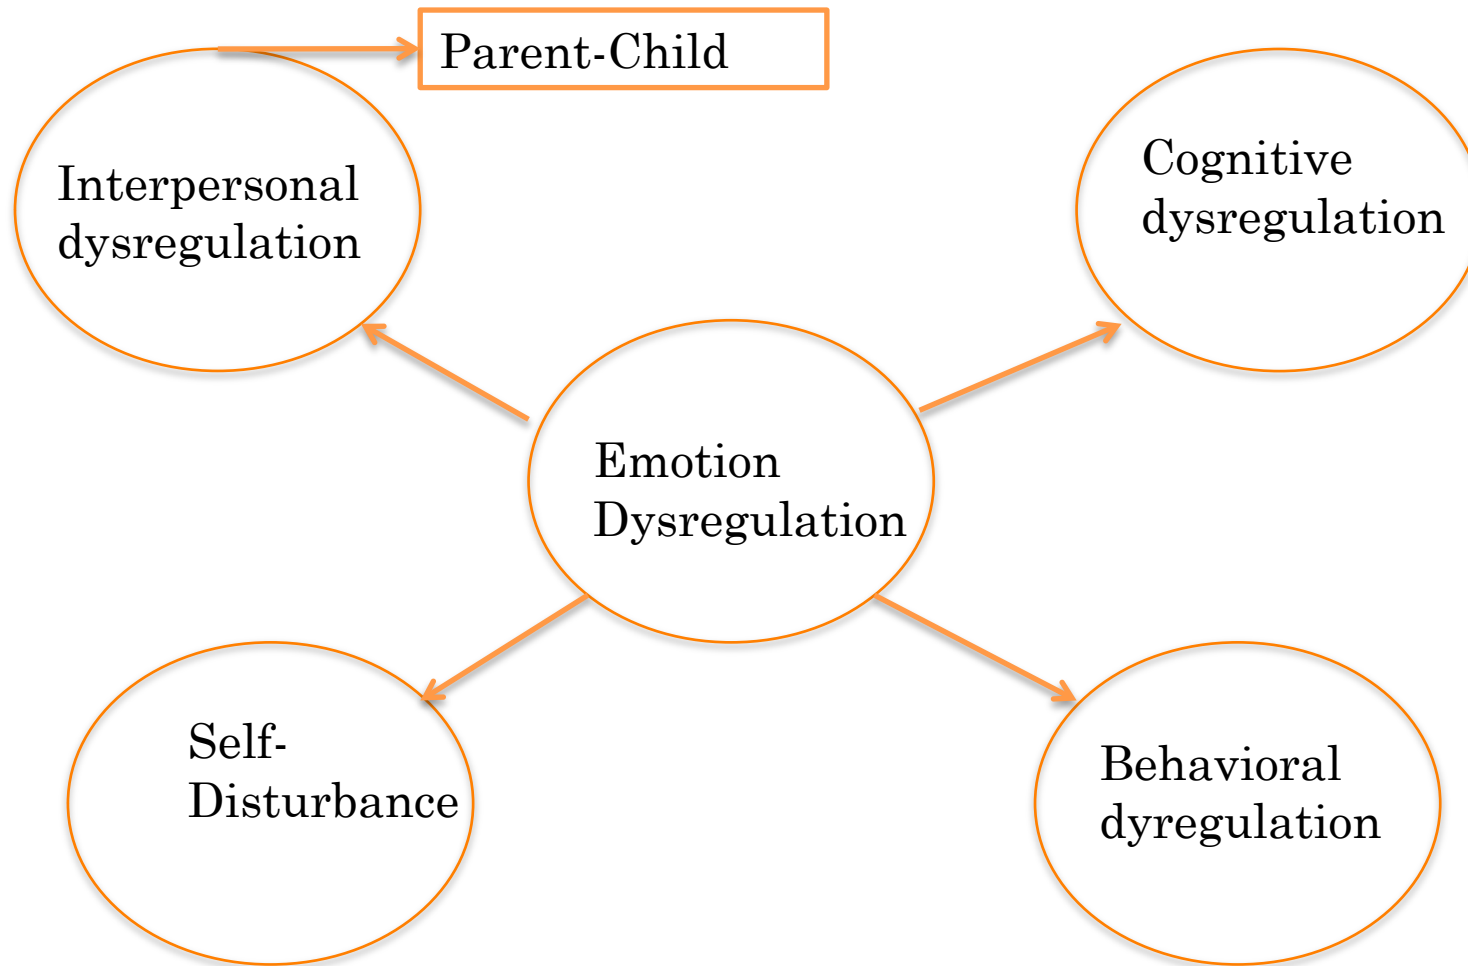 Parent-Child
Interpersonal
dysregulation
Cognitive
dysregulation
Emotion
Dysregulation
Self-
Disturbance
Behavioral
dyregulation